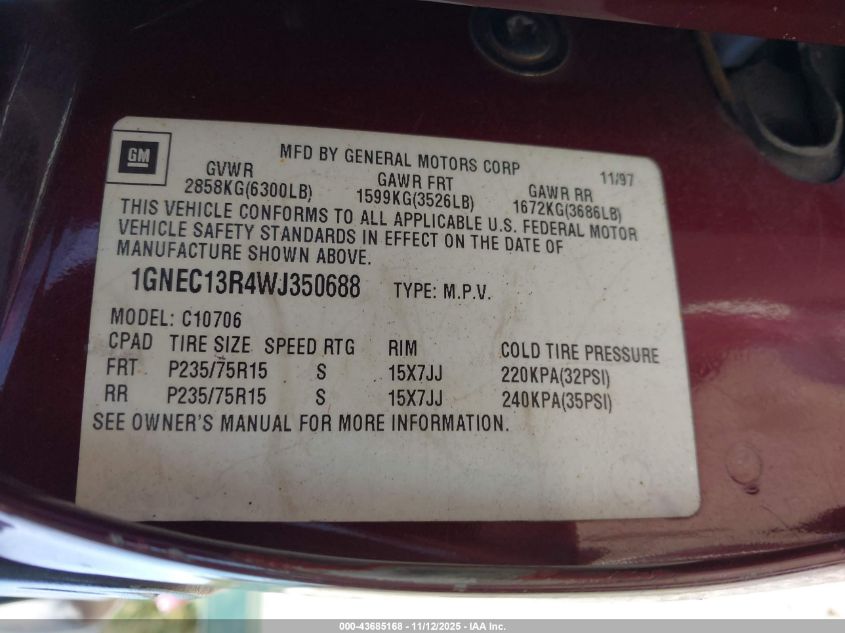 GM
MFD BY GENERAL MOTORS CORP 11/97
GVWR GAWR FRT GAWR RR
2858KG(6300LB) 1599KG(3526LB) 1672KG(3686LB)
THIS VEHICLE CONFORMS TO ALL APPLICABLE U.S. FEDERAL MOTOR
VEHICLE SAFETY STANDARDS IN EFFECT ON THE DATE OF
MANUFACTURE SHOWN ABOVE.
1GNEC13R4WJ350688 TYPE: M.P.V.
MODEL: C10706
CPAD TIRE SIZE SPEED RTG RIM COLD TIRE PRESSURE
FRT P235/75R15 S 15X7JJ 220KPA(32PSI)
RR P235/75R15 S 15X7JJ 240KPA(35PSI)
SEE OWNER'S MANUAL FOR MORE INFORMATION.
000-43685168 - 11/12/2025 - IAA Inc.